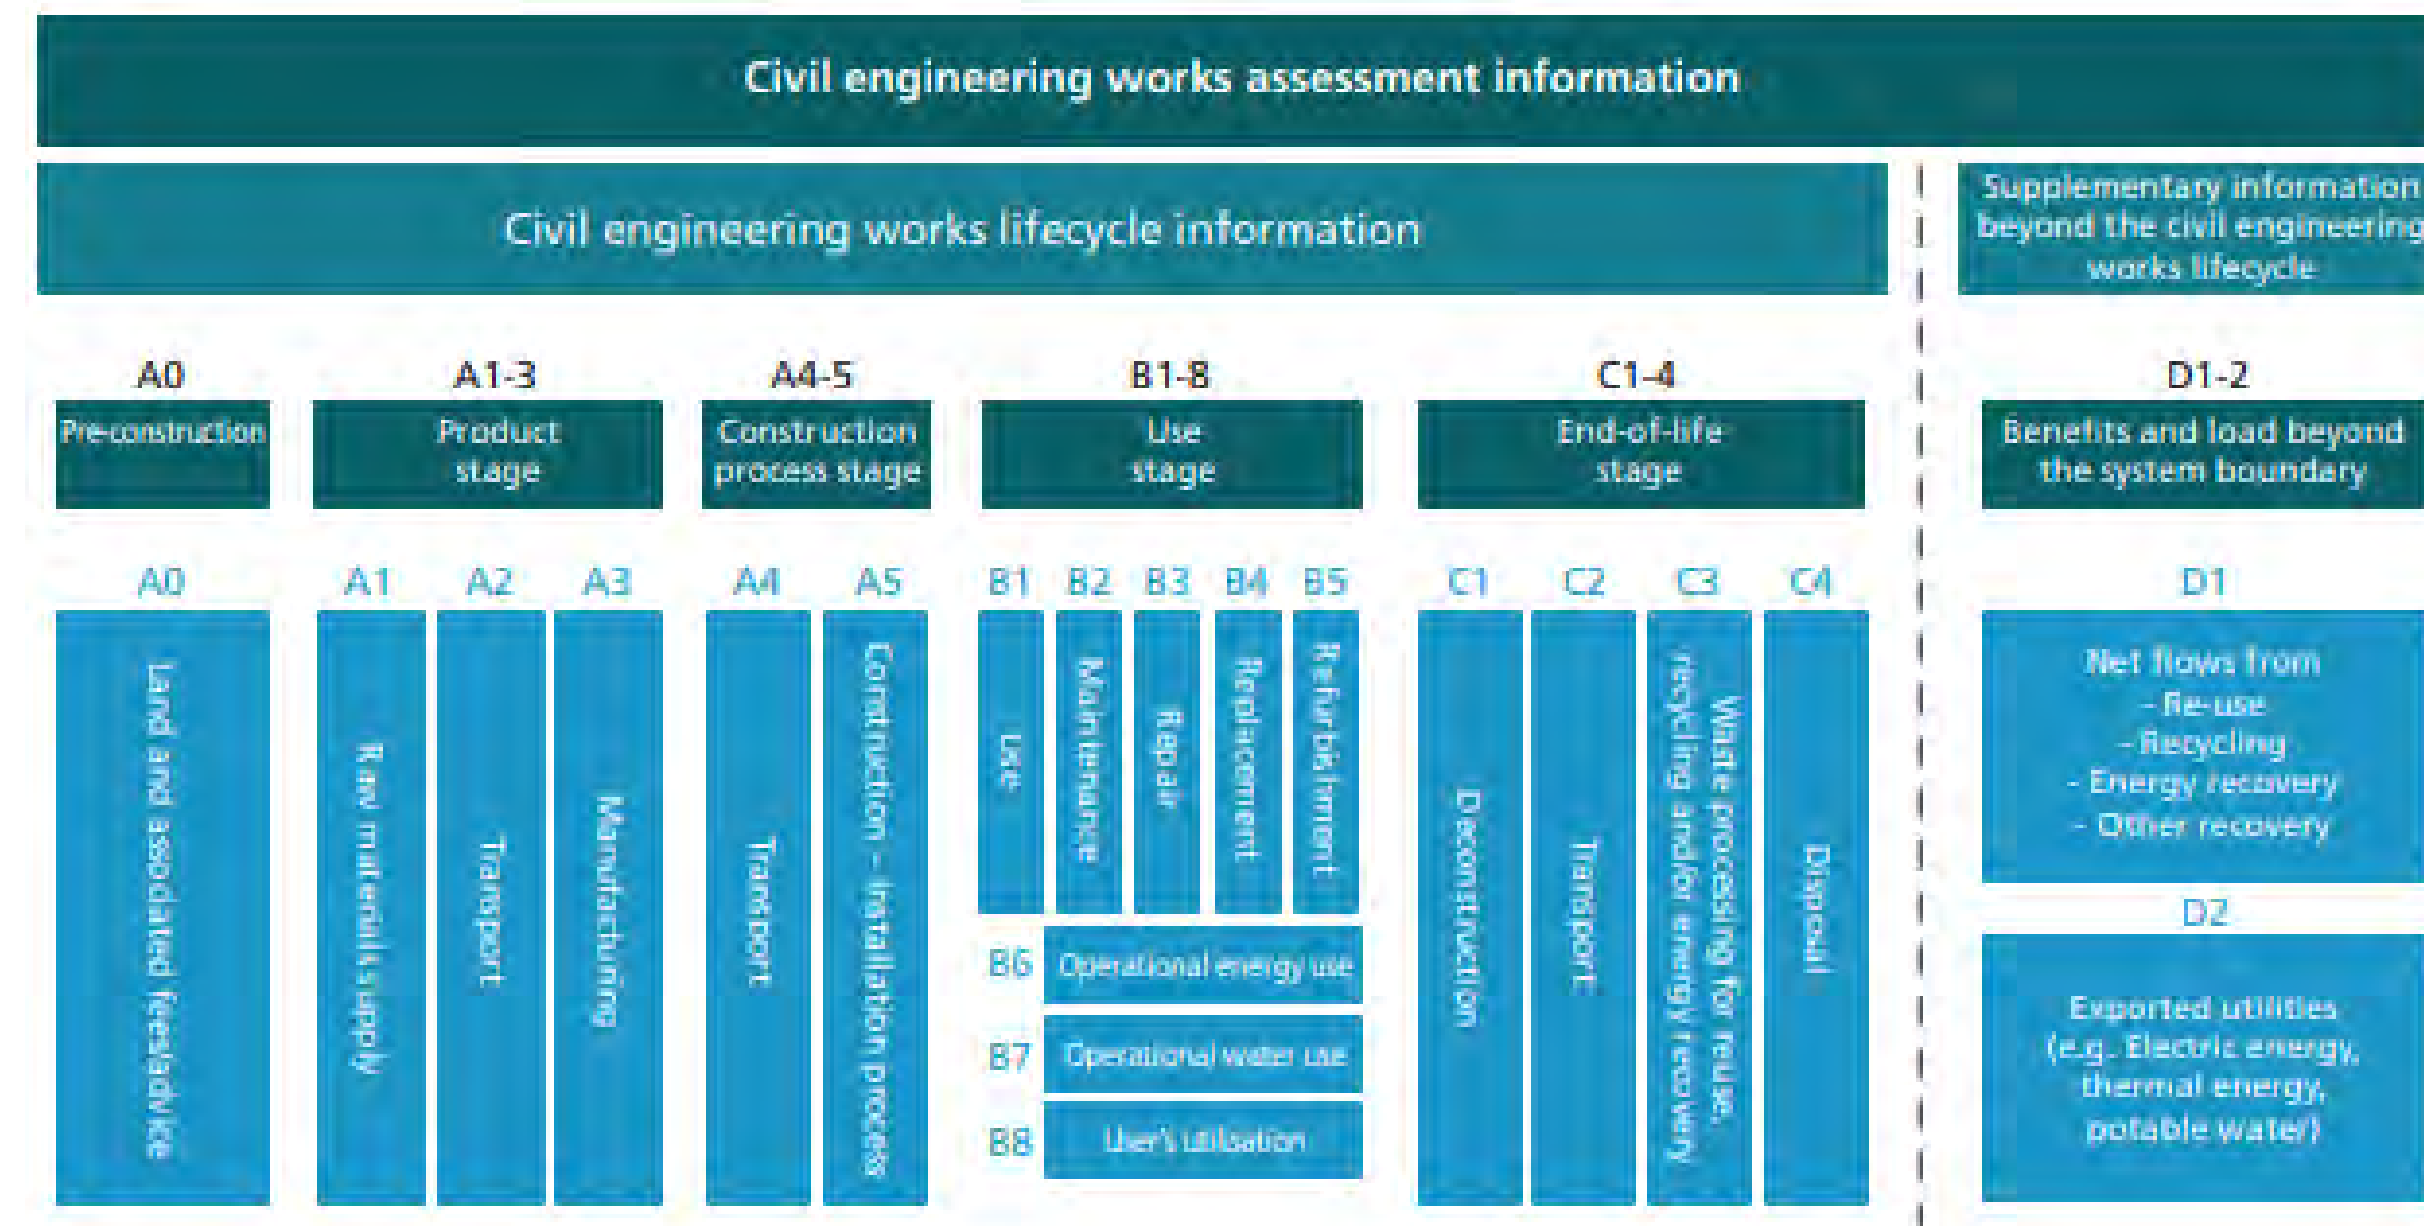 Civil engineering works assessment information
Civil engineering works lifecycle information
Supplementary information
beyond the civil engineering
works lifecycle
A0
A1-3
A4-5
B1-8
C1-4
D1-2
Pre-construction
Product
stage
Construction
process stage
Use
stage
End-of-life
stage
Benefits and load beyond
the system boundary
A0
A1
A2
A3
A4
A5
B1
B2
B3
B4
B5
C1
C2
C3
C4
D1
Land and associated fees/advice
Raw materials supply
Transport
Manufacturing
Transport
Construction – installation process
Use
Maintenance
Repair
Replacement
Refurbishment
B6
Operational energy use
B7
Operational water use
B8
User's utilisation
Deconstruction
Transport
Waste processing for reuse,
recycling and/or energy recovery
Disposal
Net flows from
- Re-use
- Recycling
- Energy recovery
- Other recovery
D2
Exported utilities
(e.g. Electric energy,
thermal energy,
potable water)